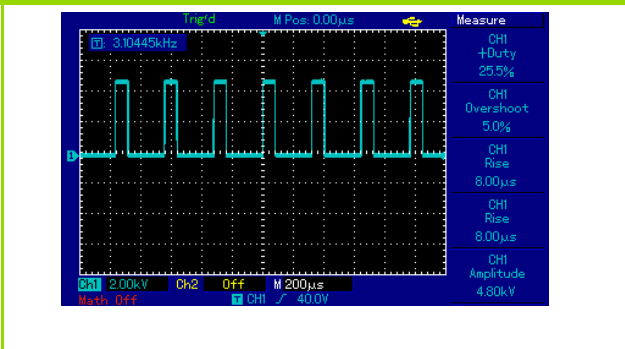 Trig'd M Pos: 0.00μs Measure
T: 3.10445kHz
CH1
+Duty
25.5%
CH1
Overshoot
5.0%
CH1
Rise
8.00μs
CH1
Rise
8.00μs
CH1
Amplitude
4.80kV
1
Ch1 2.00kV Ch2 Off M 200μs
Math Off T CH1 40.0V